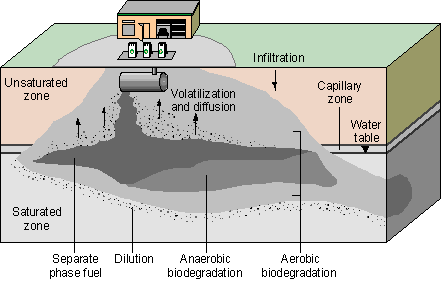 Infiltration
Unsaturated
zone
Volatilization
and diffusion
Capillary
zone
Water
table
Saturated
zone
Separate
phase fuel
Dilution
Anaerobic
biodegradation
Aerobic
biodegradation